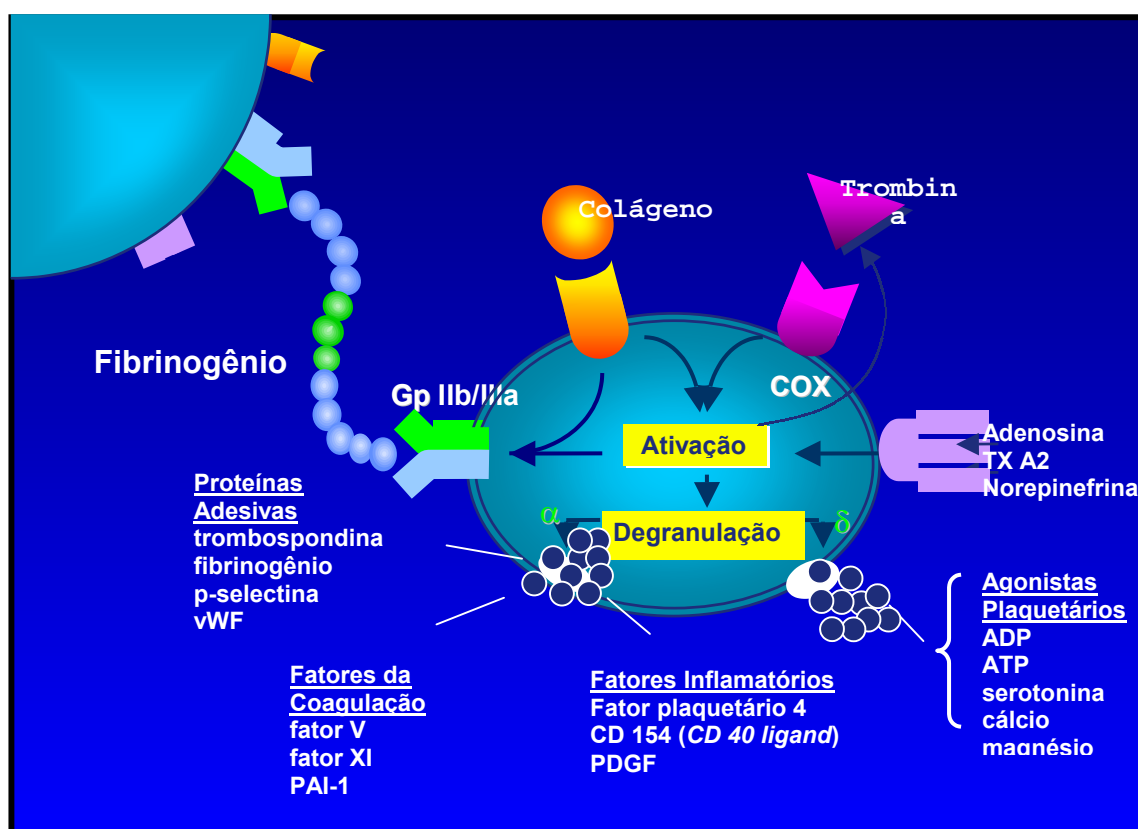 Colágeno
Trombin
a
Fibrinogênio
Gp IIb/IIIa
COX
Ativação
Adenosina
TX A2
Norepinefrina
α
Degranulação
δ
Proteínas
Adesivas
trombospondina
fibrinogênio
p-selectina
vWF
Fatores da
Coagulação
fator V
fator XI
PAI-1
Fatores Inflamatórios
Fator plaquetário 4
CD 154 (CD 40 ligand)
PDGF
Agonistas
Plaquetários
ADP
ATP
serotonina
cálcio
magnésio